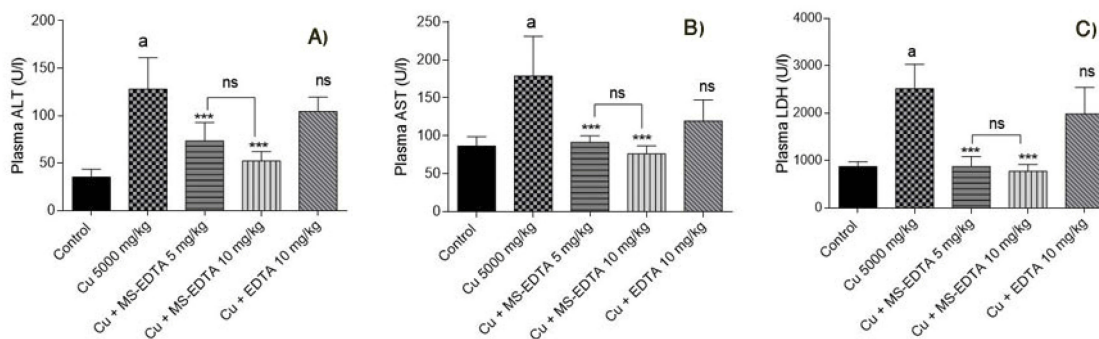 A)
Plasma ALT (U/l)
200
150
100
50
0
a
***
ns
***
ns
Control
Cu 5000 mg/kg
Cu + MS-EDTA 5 mg/kg
Cu + MS-EDTA 10 mg/kg
Cu + EDTA 10 mg/kg
B)
Plasma AST (U/l)
250
200
150
100
50
0
a
***
ns
***
ns
Control
Cu 5000 mg/kg
Cu + MS-EDTA 5 mg/kg
Cu + MS-EDTA 10 mg/kg
Cu + EDTA 10 mg/kg
C)
Plasma LDH (U/l)
4000
3000
2000
1000
0
a
***
ns
***
ns
Control
Cu 5000 mg/kg
Cu + MS-EDTA 5 mg/kg
Cu + MS-EDTA 10 mg/kg
Cu + EDTA 10 mg/kg